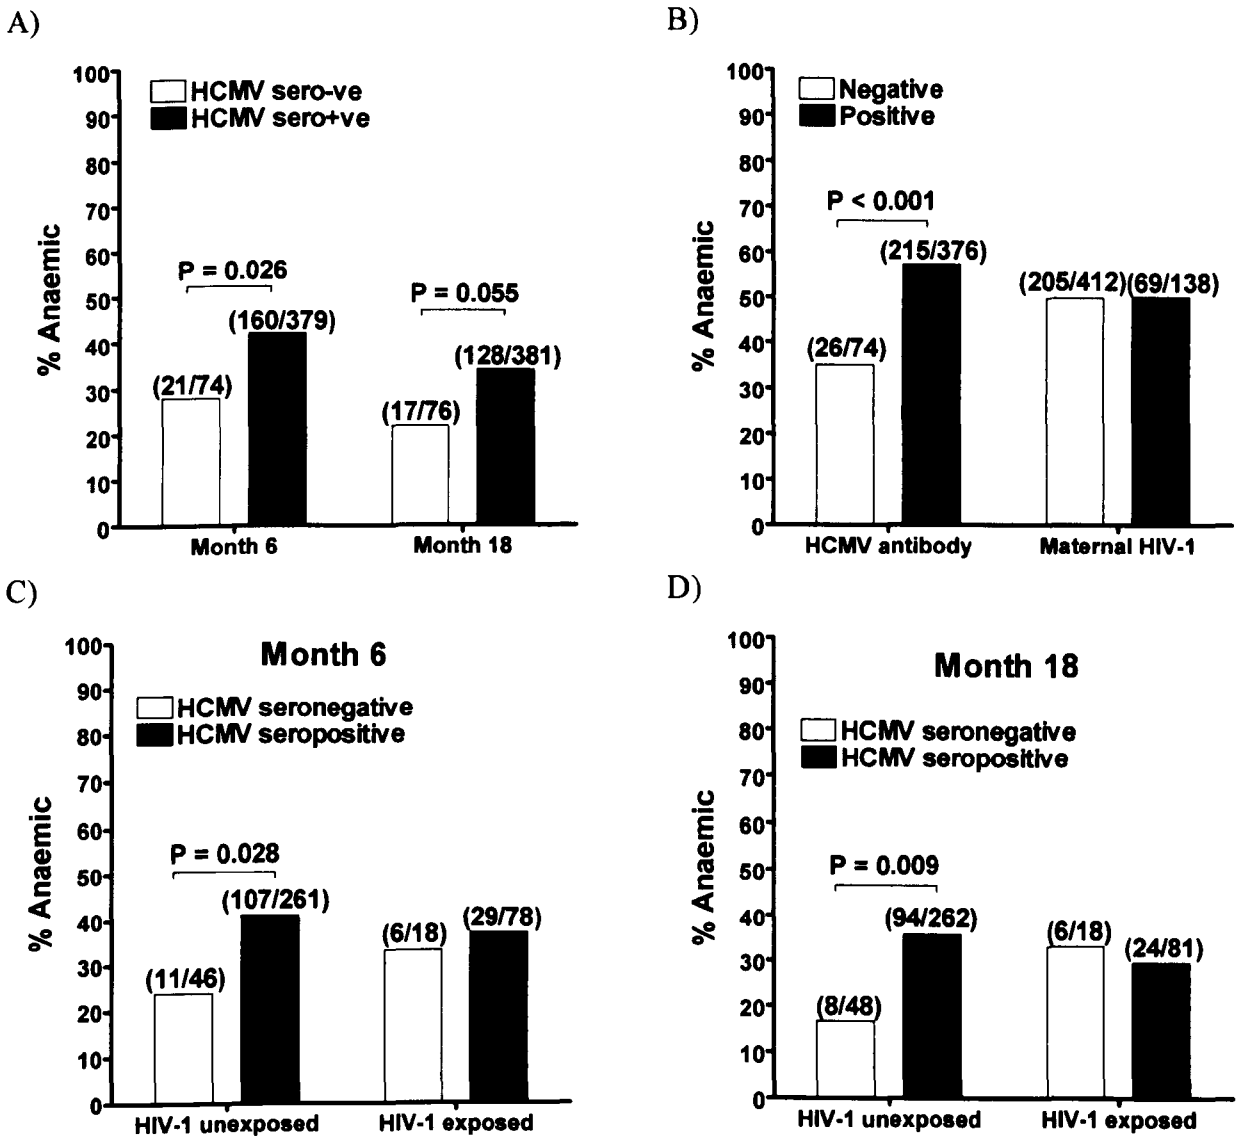 A)
100
90
80
70
60
50
40
30
20
10
0
% Anaemic
HCMV sero-ve
HCMV sero+ve
P = 0.026
(21/74)
(160/379)
P = 0.055
(17/76)
(128/381)
Month 6
Month 18
B)
100
90
80
70
60
50
40
30
20
10
0
% Anaemic
Negative
Positive
P < 0.001
(26/74)
(215/376)
(205/412)
(69/138)
HCMV antibody
Maternal HIV-1
C)
100
90
80
70
60
50
40
30
20
10
0
% Anaemic
Month 6
HCMV seronegative
HCMV seropositive
P = 0.028
(11/46)
(107/261)
(6/18)
(29/78)
HIV-1 unexposed
HIV-1 exposed
D)
100
90
80
70
60
50
40
30
20
10
0
% Anaemic
Month 18
HCMV seronegative
HCMV seropositive
P = 0.009
(8/48)
(94/262)
(6/18)
(24/81)
HIV-1 unexposed
HIV-1 exposed